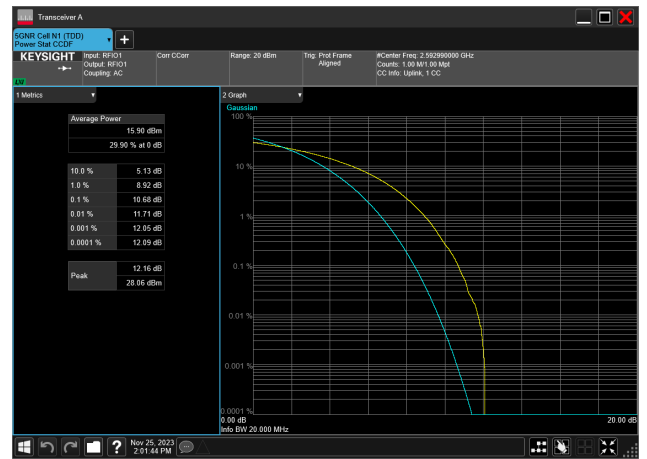 Transceiver A
5GNR Cell N1 (TDD)
Power Stat CCDF
KEYSIGHT
Input: RFIO1
Output: RFIO1
Coupling: AC
Corr CCorr
Range: 20 dBm
Trig: Prot Frame
Aligned
#Center Freq: 2.592990000 GHz
Counts: 1.00 M/1.00 Mpt
CC Info: Uplink, 1 CC
1 Metrics
Average Power
15.90 dBm
29.90 % at 0 dB
10.0 % 5.13 dB
1.0 % 8.92 dB
0.1 % 10.68 dB
0.01 % 11.71 dB
0.001 % 12.05 dB
0.0001 % 12.09 dB
Peak
12.16 dB
28.06 dBm
2 Graph
Gaussian
100 %
10 %
1 %
0.1 %
0.01 %
0.001 %
0.0001 %
0.00 dB
20.00 dB
Info BW 20.000 MHz
Nov 25, 2023
2:01:44 PM